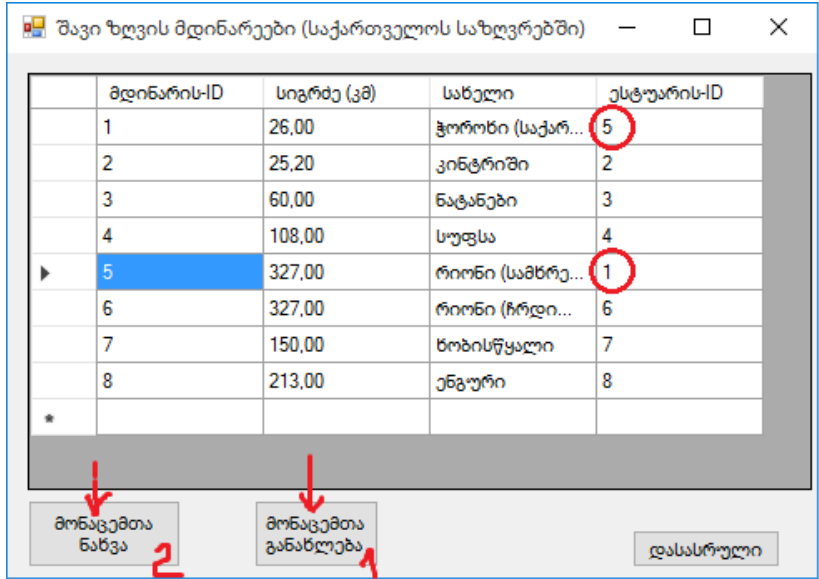 შავი ზღვის მდინარეები (საქართველოს საზღვრებში)
მდინარის-ID სიგრძე (კმ) სახელი ესტუარის-ID
1 26,00 ჭოროხი (საქარ... 5
2 25,20 კინტრიში 2
3 60,00 ნატანები 3
4 108,00 სუფსა 4
5 327,00 რიონი (სამხრე... 1
6 327,00 რიონი (ჩრდი... 6
7 150,00 ხობისწყალი 7
8 213,00 ენგური 8
მონაცემთა
ნახვა
2
მონაცემთა
განახლება
1
დასასრული